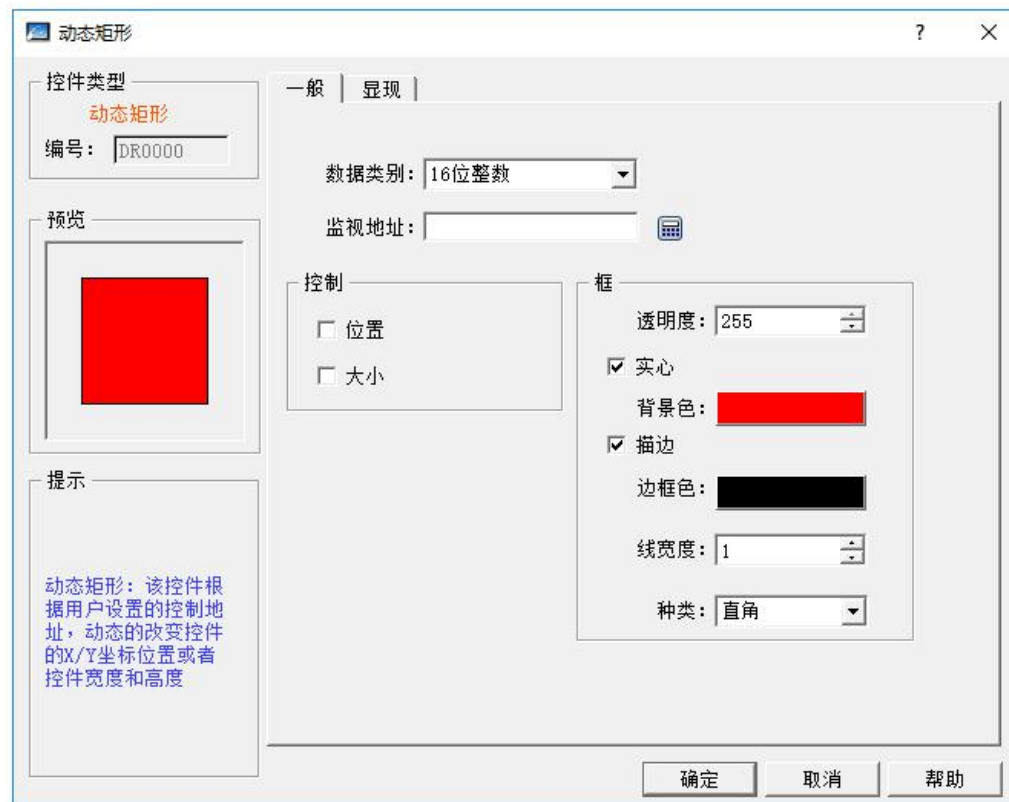 动态矩形
控件类型
动态矩形
编号： DR0000
预览
提示
动态矩形：该控件根
据用户设置的控制地
址，动态的改变控件
的X/Y坐标位置或者
控件宽度和高度
一般 显现
数据类别： 16位整数
监视地址：
控制
位置
大小
框
透明度： 255
实心
背景色：
描边
边框色：
线宽度： 1
种类： 直角
确定 取消 帮助